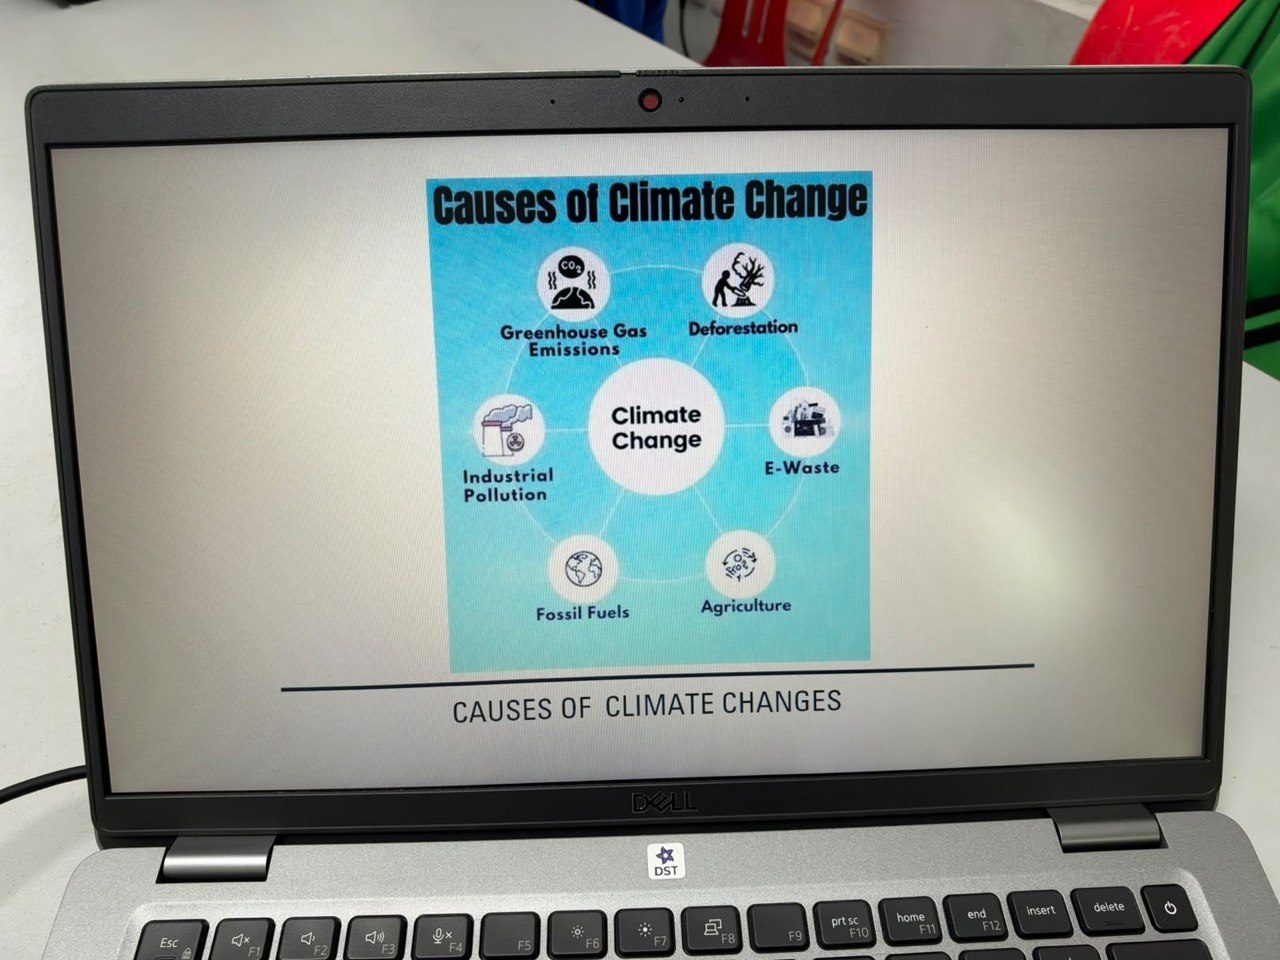 Causes of Climate Change
CO2
Greenhouse Gas
Emissions
Deforestation
Climate
Change
Industrial
Pollution
E-Waste
Fossil Fuels
Agriculture
CAUSES OF CLIMATE CHANGES
DELL
DST
Esc
F1
F2
F3
F4
F5
F6
F7
F8
F9
prt sc
F10
home
F11
end
F12
insert
delete